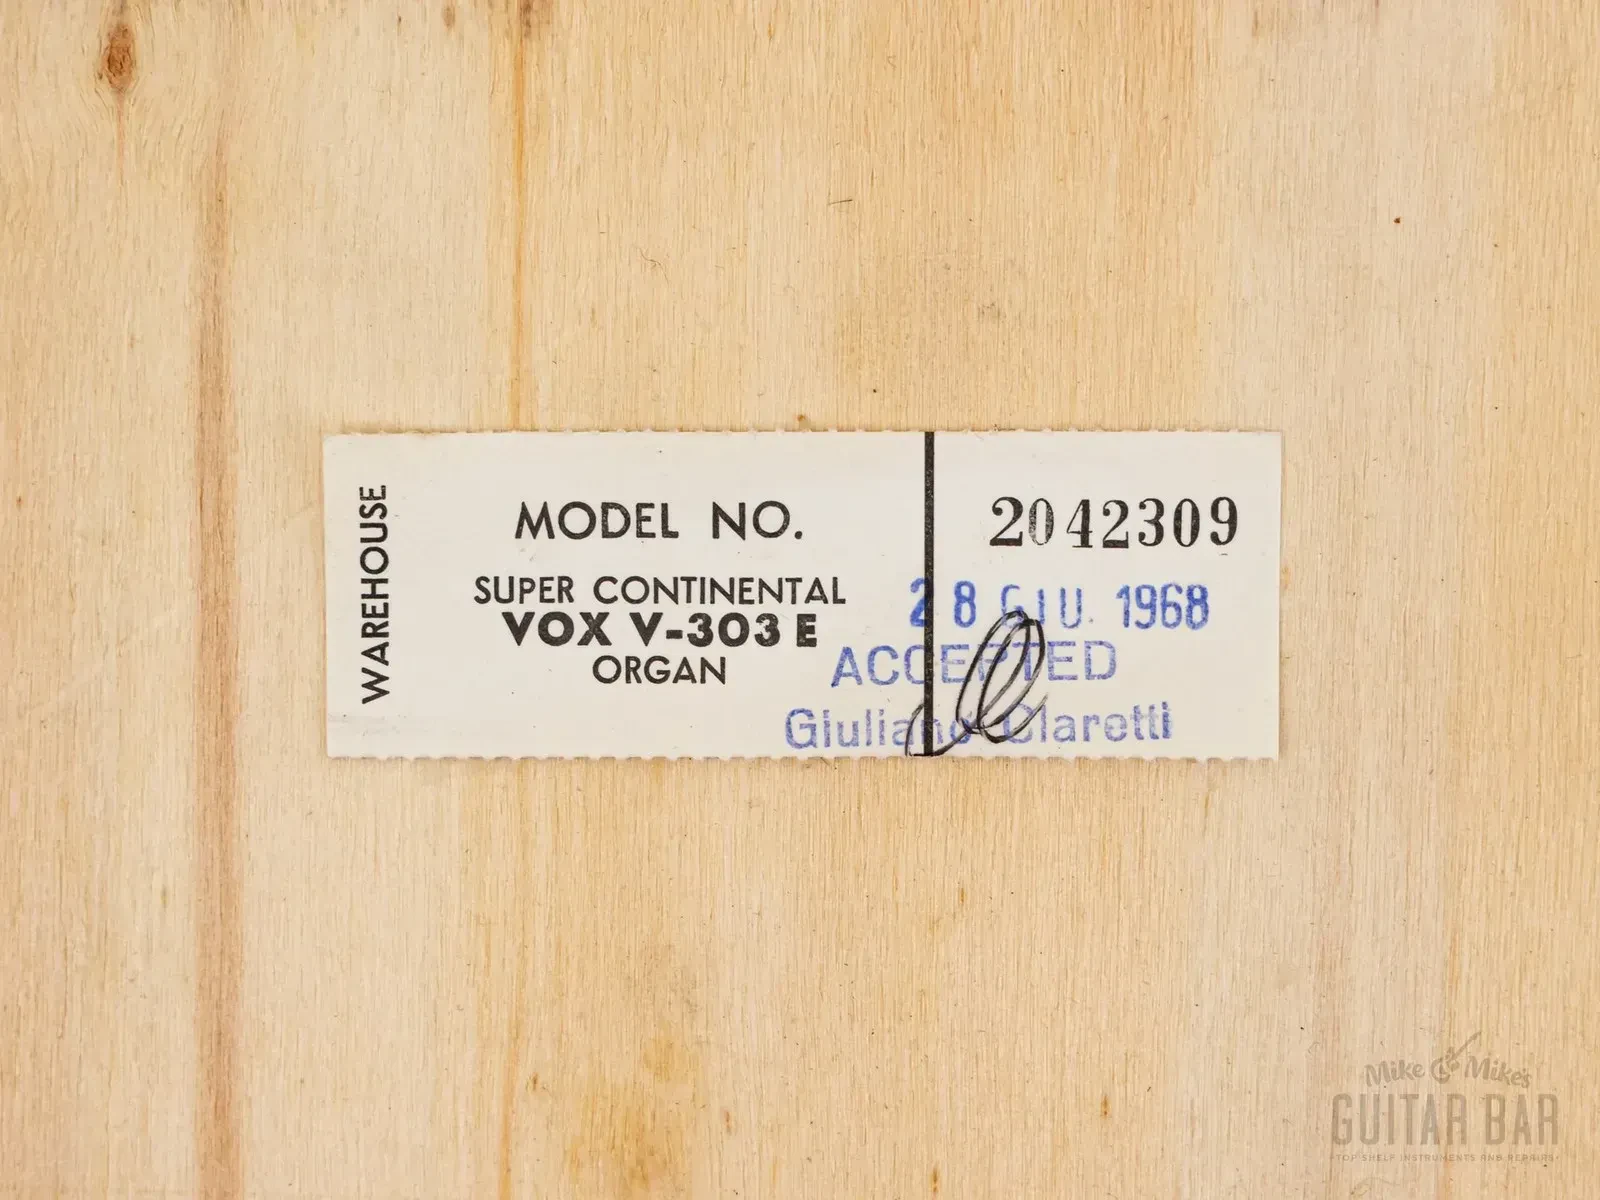 WAREHOUSE
MODEL NO.
SUPER CONTINENTAL
VOX V-303 E
ORGAN
2042309
28 GIU. 1968
ACCEPTED
Giuliano Claretti
Mike & Mike's
GUITAR BAR
TOP SHELF INSTRUMENTS AND REPAIRS